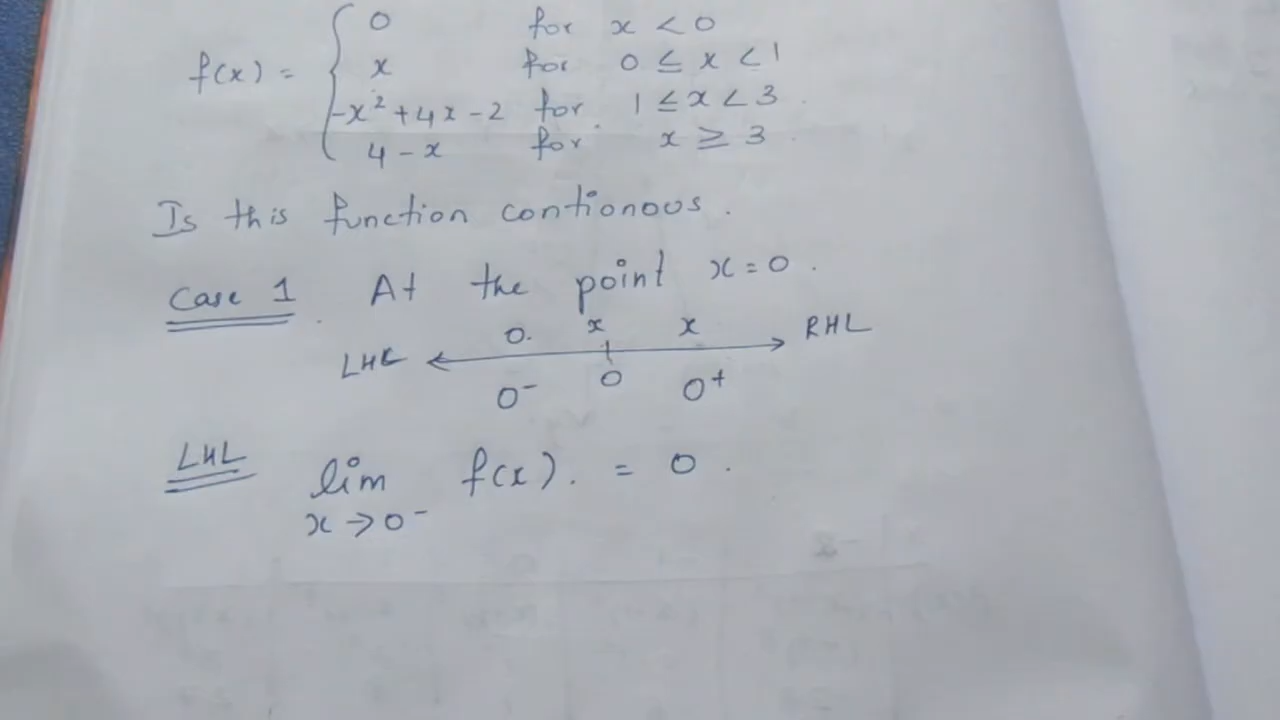 0 for x < 0
f(x) = x for 0 ≤ x < 1
-x² + 4x - 2 for 1 ≤ x < 3
4 - x for x ≥ 3
Is this function contionous.
Case 1. At the point x = 0.
0. x x RHL
LHL
0⁻ 0 0⁺
LHL lim f(x). = 0.
x → 0⁻